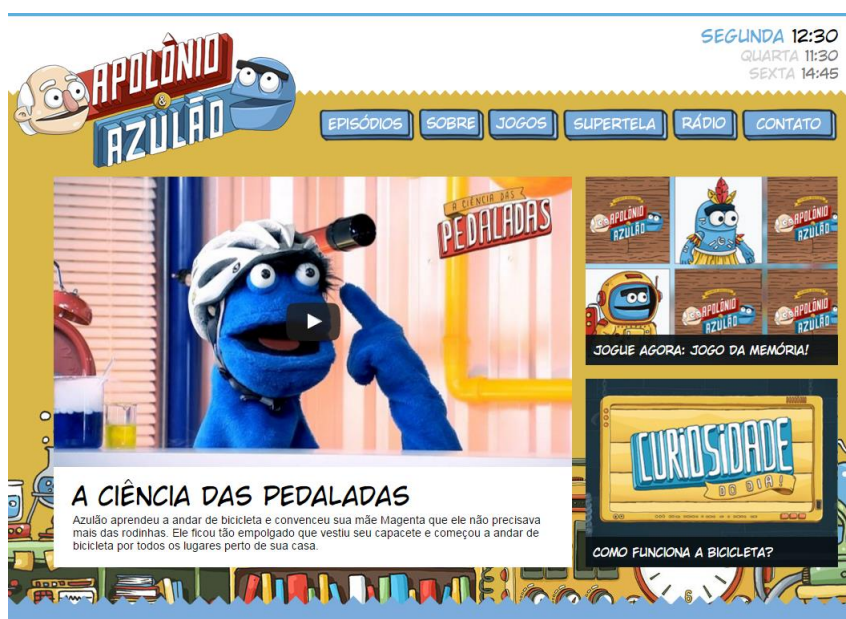 SEGUNDA 12:30
QUARTA 11:30
SEXTA 14:45
APOLÔNIO
&
AZULÃO
EPISÓDIOS
SOBRE
JOGOS
SUPERTELA
RÁDIO
CONTATO
A CIÊNCIA DAS
PEDALADAS
APOLÔNIO
AZULÃO
APOLÔNIO
AZULÃO
APOLÔNIO
AZULÃO
APOLÔNIO
AZULÃO
JOGUE AGORA: JOGO DA MEMÓRIA!
CURIOSIDADE
DO DIA!
COMO FUNCIONA A BICICLETA?
A CIÊNCIA DAS PEDALADAS
Azulão aprendeu a andar de bicicleta e convenceu sua mãe Magenta que ele não precisava
mais das rodinhas. Ele ficou tão empolgado que vestiu seu capacete e começou a andar de
bicicleta por todos os lugares perto de sua casa.